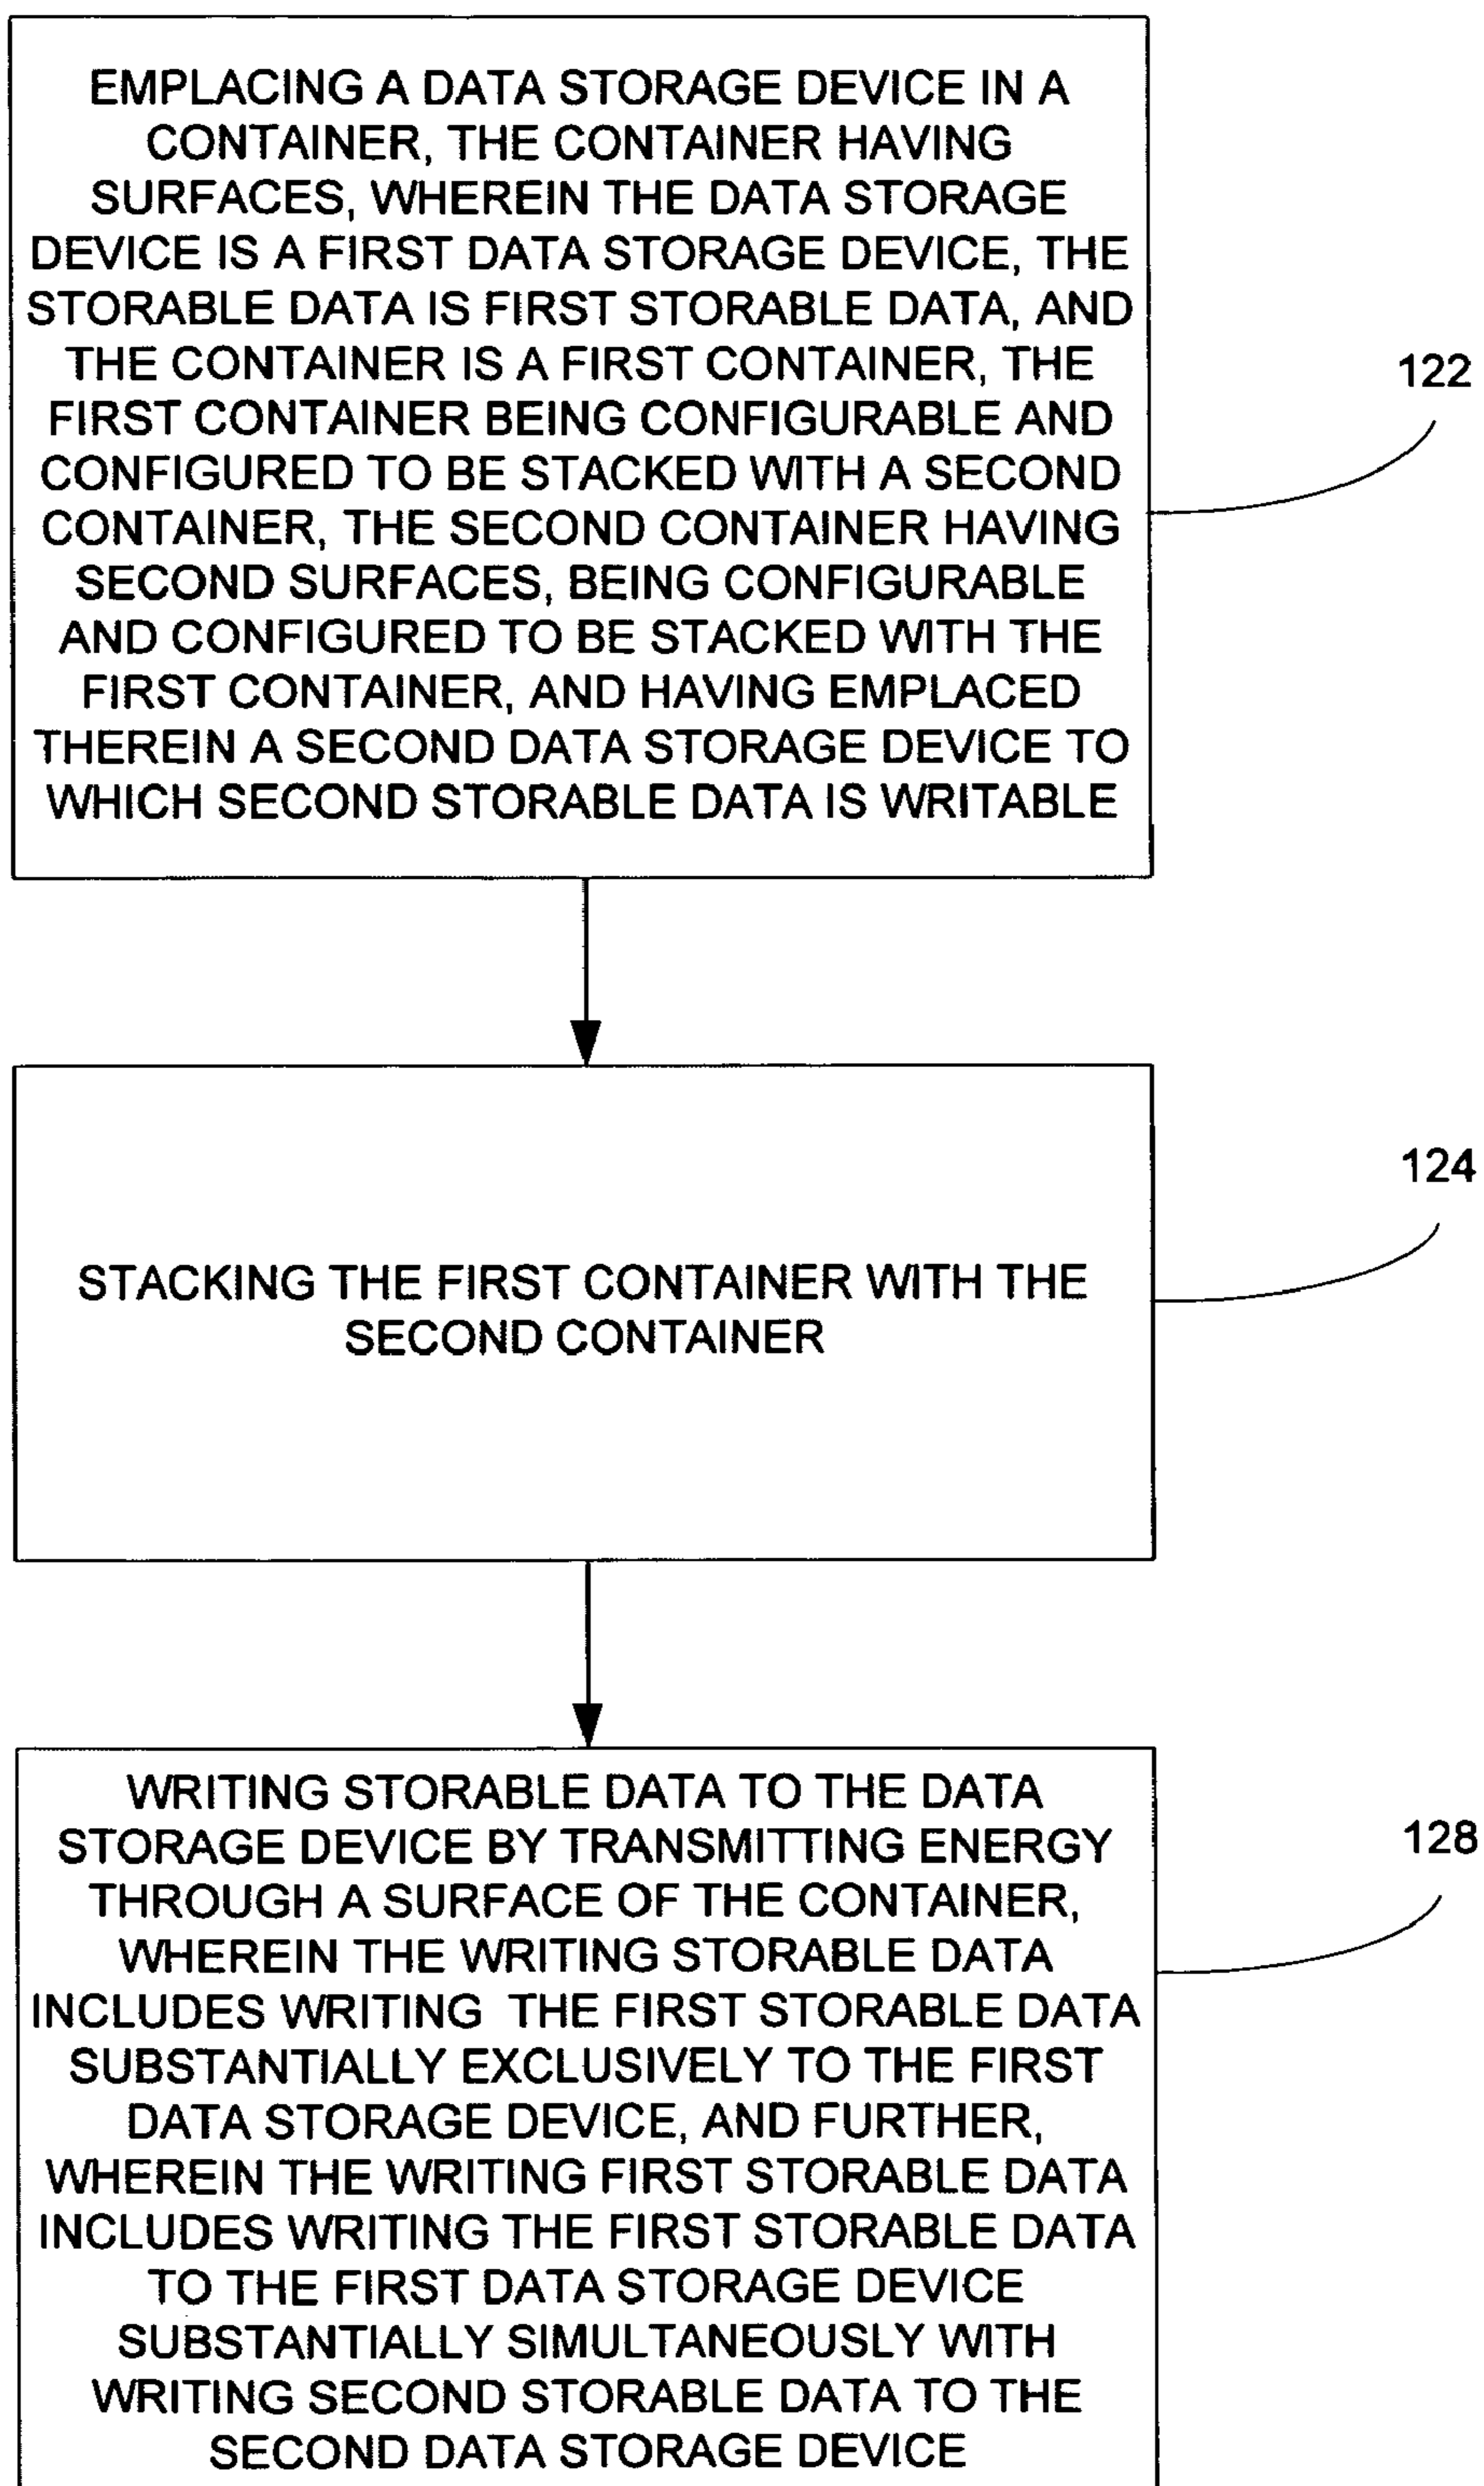 EMPLACING A DATA STORAGE DEVICE IN A
CONTAINER, THE CONTAINER HAVING
SURFACES, WHEREIN THE DATA STORAGE
DEVICE IS A FIRST DATA STORAGE DEVICE, THE
STORABLE DATA IS FIRST STORABLE DATA, AND
THE CONTAINER IS A FIRST CONTAINER, THE
FIRST CONTAINER BEING CONFIGURABLE AND
CONFIGURED TO BE STACKED WITH A SECOND
CONTAINER, THE SECOND CONTAINER HAVING
SECOND SURFACES, BEING CONFIGURABLE
AND CONFIGURED TO BE STACKED WITH THE
FIRST CONTAINER, AND HAVING EMPLACED
THEREIN A SECOND DATA STORAGE DEVICE TO
WHICH SECOND STORABLE DATA IS WRITABLE
122
STACKING THE FIRST CONTAINER WITH THE
SECOND CONTAINER
124
WRITING STORABLE DATA TO THE DATA
STORAGE DEVICE BY TRANSMITTING ENERGY
THROUGH A SURFACE OF THE CONTAINER,
WHEREIN THE WRITING STORABLE DATA
INCLUDES WRITING THE FIRST STORABLE DATA
SUBSTANTIALLY EXCLUSIVELY TO THE FIRST
DATA STORAGE DEVICE, AND FURTHER,
WHEREIN THE WRITING FIRST STORABLE DATA
INCLUDES WRITING THE FIRST STORABLE DATA
TO THE FIRST DATA STORAGE DEVICE
SUBSTANTIALLY SIMULTANEOUSLY WITH
WRITING SECOND STORABLE DATA TO THE
SECOND DATA STORAGE DEVICE
128